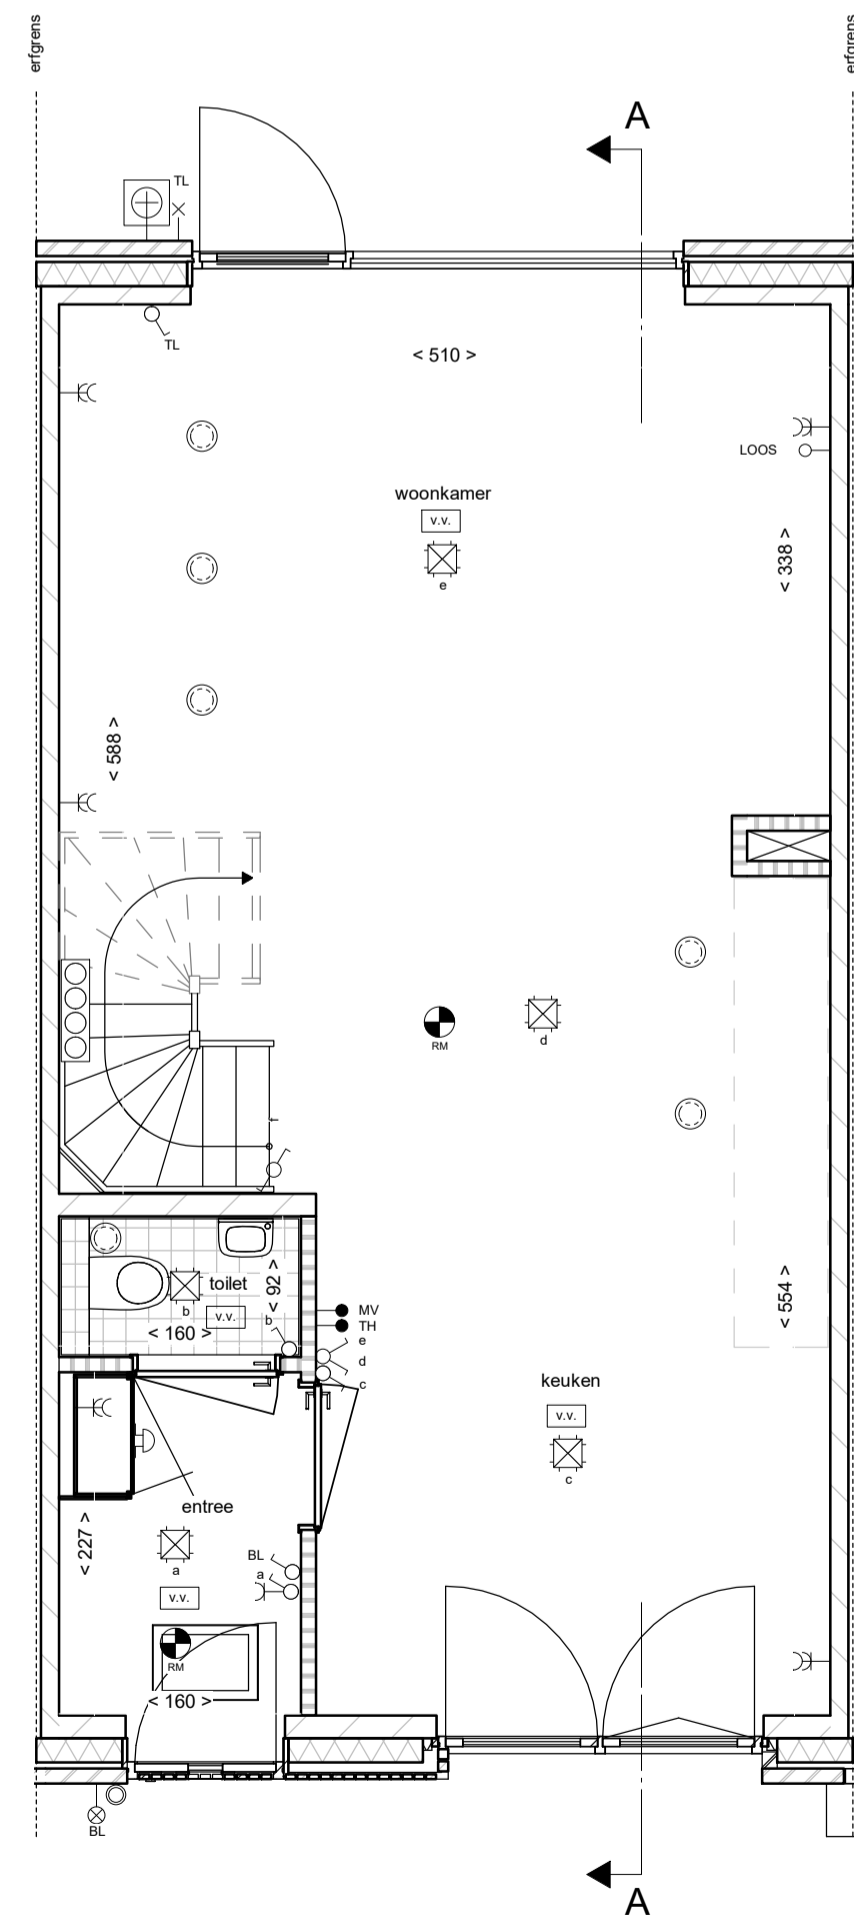 erfgrens
erfgrens
A
TL
TL
< 510 >
LOOS
woonkamer
v.v.
e
< 338 >
< 588 >
d
RM
f
toilet
b
v.v.
< 92 >
< 160 >
b
MV
TH
e
d
c
< 554 >
keuken
v.v.
c
entree
< 227 >
a
v.v.
BL
a
RM
< 160 >
BL
A